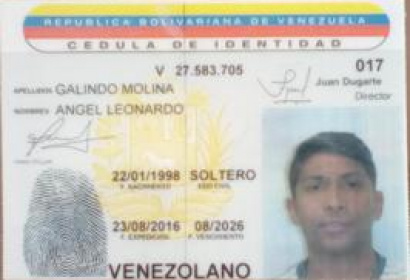 REPUBLICA BOLIVARIANA DE VENEZUELA
CEDULA DE IDENTIDAD
V 27.583.705
017
APELLIDOS GALINDO MOLINA
Juan Dugarte
Director
NOMBRES ANGEL LEONARDO
22/01/1998 SOLTERO
F. NACIMIENTO EDO CIVIL
23/08/2016 08/2026
F. EXPEDICION F. VENCIMIENTO
VENEZOLANO